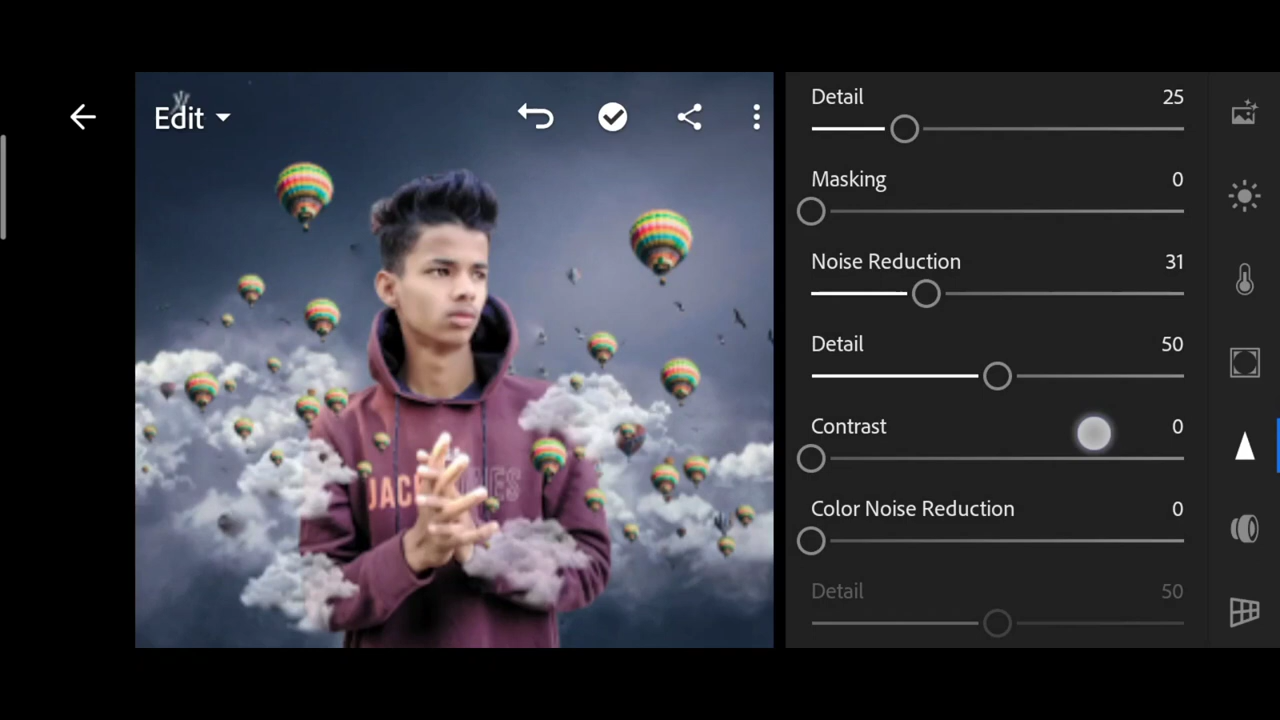 Edit
Detail 25
Masking 0
Noise Reduction 31
Detail 50
Contrast 0
Color Noise Reduction 0
Detail 50